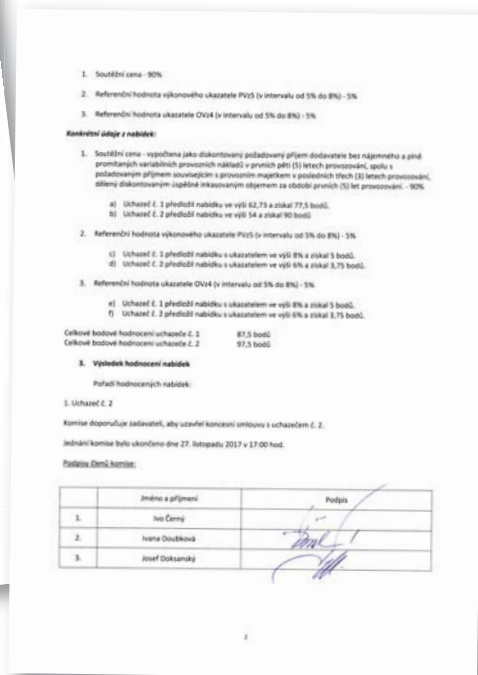 1. Soutěžní cena - 90%
2. Referenční hodnota výkonového ukazatele PVz5 (v intervalu od 5% do 8%) - 5%
3. Referenční hodnota ukazatele OVz4 (v intervalu od 5% do 8%) - 5%
Konkrétní údaje z nabídek:
1. Soutěžní cena - vypočtena jako diskontovaný požadovaný příjem dodavatele bez nájemného a plně
promítaných variabilních provozních nákladů v prvních pěti (5) letech provozování, spolu s
požadovaným příjmem souvisejícím s provozním majetkem v posledních třech (3) letech provozování,
dělený diskontovaným úspěšně inkasovaným objemem za období prvních (5) let provozování. - 90%
a) Uchazeč č. 1 předložil nabídku ve výši 62,73 a získal 77,5 bodů.
b) Uchazeč č. 2 předložil nabídku ve výši 54 a získal 90 bodů
2. Referenční hodnota výkonového ukazatele PVz5 (v intervalu od 5% do 8%) - 5%
c) Uchazeč č. 1 předložil nabídku s ukazatelem ve výši 8% a získal 5 bodů.
d) Uchazeč č. 2 předložil nabídku s ukazatelem ve výši 6% a získal 3,75 bodů.
3. Referenční hodnota ukazatele OVz4 (v intervalu od 5% do 8%) - 5%
e) Uchazeč č. 1 předložil nabídku s ukazatelem ve výši 8% a získal 5 bodů.
f) Uchazeč č. 2 předložil nabídku s ukazatelem ve výši 6% a získal 3,75 bodů.
Celkové bodové hodnocení uchazeče č. 1 87,5 bodů
Celkové bodové hodnocení uchazeče č. 2 97,5 bodů
3. Výsledek hodnocení nabídek
Pořadí hodnocených nabídek:
1. Uchazeč č. 2
Komise doporučuje zadavateli, aby uzavřel koncesní smlouvu s uchazečem č. 2.
Jednání komise bylo ukončeno dne 27. listopadu 2017 v 17:00 hod.
Podpisy členů komise:
Jméno a příjmení Podpis
1. Ivo Černý
2. Ivana Doubková
3. Josef Doksanský
2